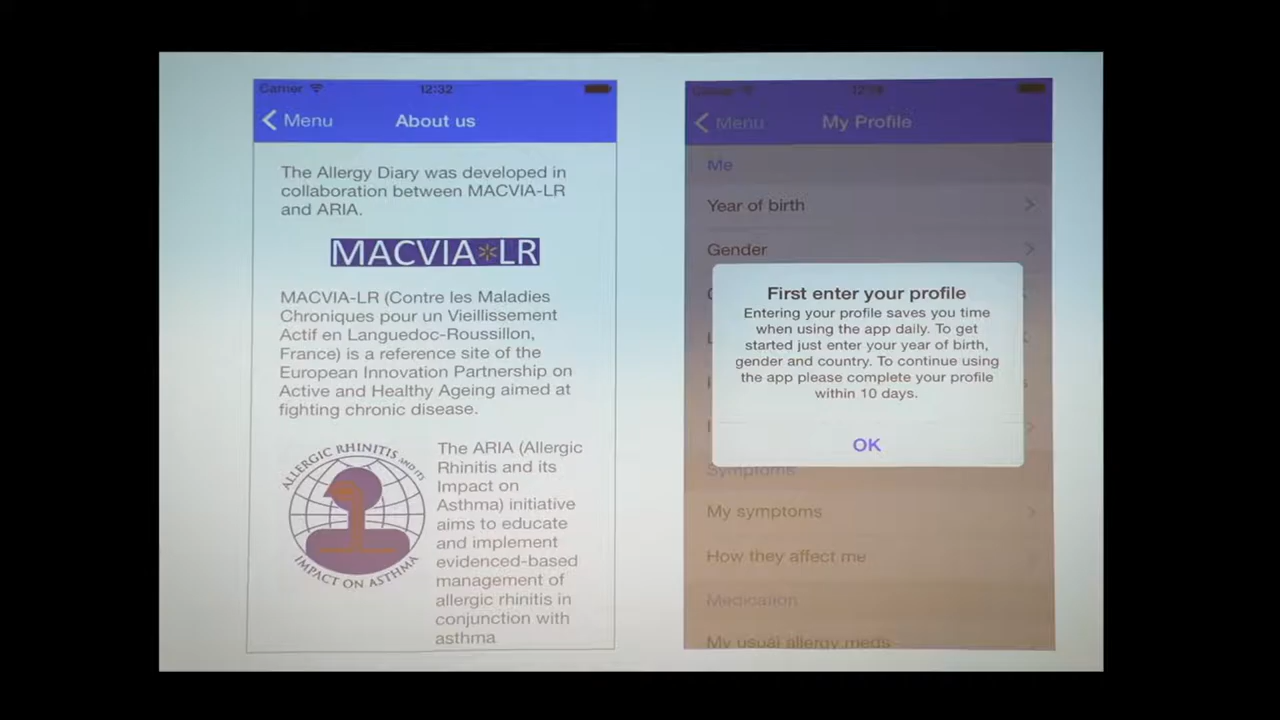 Carrier 12:32
Menu About us
The Allergy Diary was developed in
collaboration between MACVIA-LR
and ARIA.
MACVIA LR
MACVIA-LR (Contre les Maladies
Chroniques pour un Vieillissement
Actif en Languedoc-Roussillon,
France) is a reference site of the
European Innovation Partnership on
Active and Healthy Ageing aimed at
fighting chronic disease.
ALLERGIC RHINITIS AND ITS
IMPACT ON ASTHMA
The ARIA (Allergic
Rhinitis and its
Impact on
Asthma) initiative
aims to educate
and implement
evidenced-based
management of
allergic rhinitis in
conjunction with
asthma
Menu My Profile
Me
Year of birth
Gender
First enter your profile
Entering your profile saves you time
when using the app daily. To get
started just enter your year of birth,
gender and country. To continue using
the app please complete your profile
within 10 days.
OK
Symptoms
My symptoms
How they affect me
Medication
My usual allergy meds